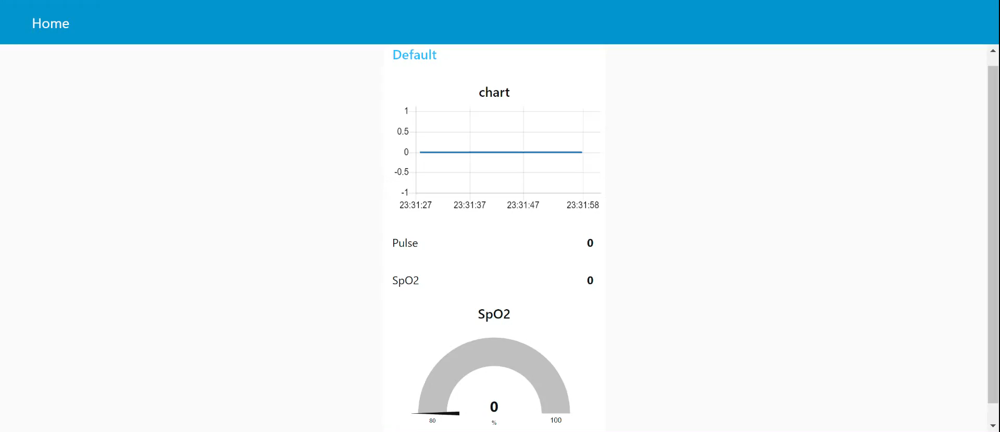 Home
Default
chart
1
0.5
0
-0.5
-1
23:31:27 23:31:37 23:31:47 23:31:58
Pulse 0
SpO2 0
SpO2
0
80 % 100